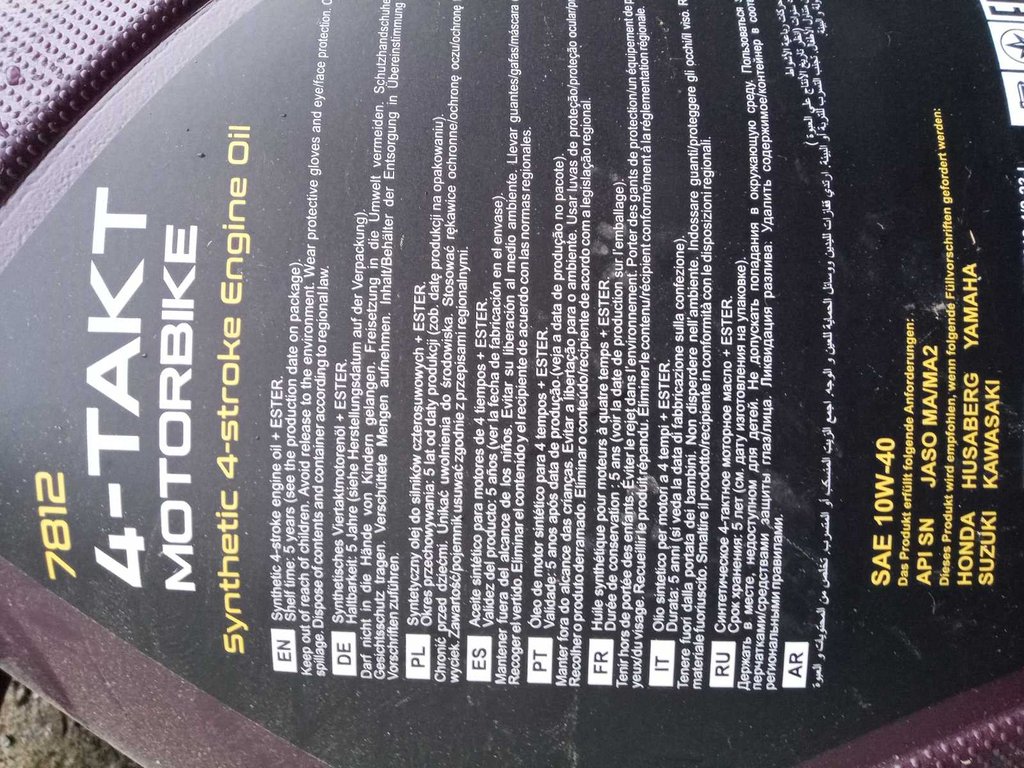 7812
4-TAKT
MOTORBIKE
Synthetic 4-stroke Engine Oil
EN Synthetic 4-stroke engine oil + ESTER.
Shelf time: 5 years (see the production date on package).
Keep out of reach of children. Avoid release to the environment. Wear protective gloves and eye/face protection.
spillage. Dispose of contents and container according to regional law.
DE Synthetisches Viertaktmotorenöl + ESTER.
Haltbarkeit: 5 Jahre (siehe Herstellungsdatum auf der Verpackung).
Darf nicht in die Hände von Kindern gelangen. Freisetzung in die Umwelt vermeiden. Schutzhandschuhe
Gesichtsschutz tragen. Verschüttete Mengen aufnehmen. Inhalt/Behälter der Entsorgung in Übereinstimmung
Vorschriften zuführen.
PL Syntetyczny olej do silników czterosuwowych + ESTER.
Okres przechowywania: 5 lat od daty produkcji (zob. datę produkcji na opakowaniu).
Chronić przed dziećmi. Unikać uwolnienia do środowiska. Stosować rękawice ochronne/ochronę oczu/ochronę
wyciek. Zawartość/pojemnik usuwać zgodnie z przepisami regionalnymi.
ES Aceite sintético para motores de 4 tiempos + ESTER.
Validez del producto: 5 años (ver la fecha de fabricación en el envase).
Mantener fuera del alcance de los niños. Evitar su liberación al medio ambiente. Llevar guantes/gafas/máscara
Recoger el vertido. Eliminar el contenido y el recipiente de acuerdo con las normas regionales.
PT Óleo de motor sintético para 4 tempos + ESTER.
Validade: 5 anos após data de produção (veja a data de produção no pacote).
Manter fora do alcance das crianças. Evitar a libertação para o ambiente. Usar luvas de proteção/proteção ocular/
Recolher o produto derramado. Eliminar o conteúdo/recipiente de acordo com a legislação regional.
FR Huile synthétique pour moteurs à quatre temps + ESTER.
Durée de conservation : 5 ans (voir la date de production sur l'emballage).
Tenir hors de portée des enfants. Éviter le rejet dans l'environnement. Porter des gants de protection/un équipement de
yeux/du visage. Recueillir le produit répandu. Éliminer le contenu/récipient conformément à la réglementation régionale.
IT Olio sintetico per motori a 4 tempi + ESTER.
Durata: 5 anni (si veda la data di fabbricazione sulla confezione).
Tenere fuori dalla portata dei bambini. Non disperdere nell'ambiente. Indossare guanti/proteggere gli occhi/il viso.
materiale fuoriuscito. Smaltire il prodotto/recipiente in conformità con le disposizioni regionali.
RU Синтетическое 4-тактное моторное масло + ESTER.
Срок хранения: 5 лет (см. дату изготовления на упаковке).
Держать в месте, недоступном для детей. Не допускать попадания в окружающую среду. Пользоваться
перчатками/средствами защиты глаз/лица. Ликвидация разлива: Удалить содержимое/контейнер в
региональными правилами.
AR
SAE 10W-40
Das Produkt erfüllt folgende Anforderungen:
API SN JASO MA/MA2
Dieses Produkt wird empfohlen, wenn folgende Füllvorschriften gefordert werden:
HONDA HUSABERG YAMAHA
SUZUKI KAWASAKI